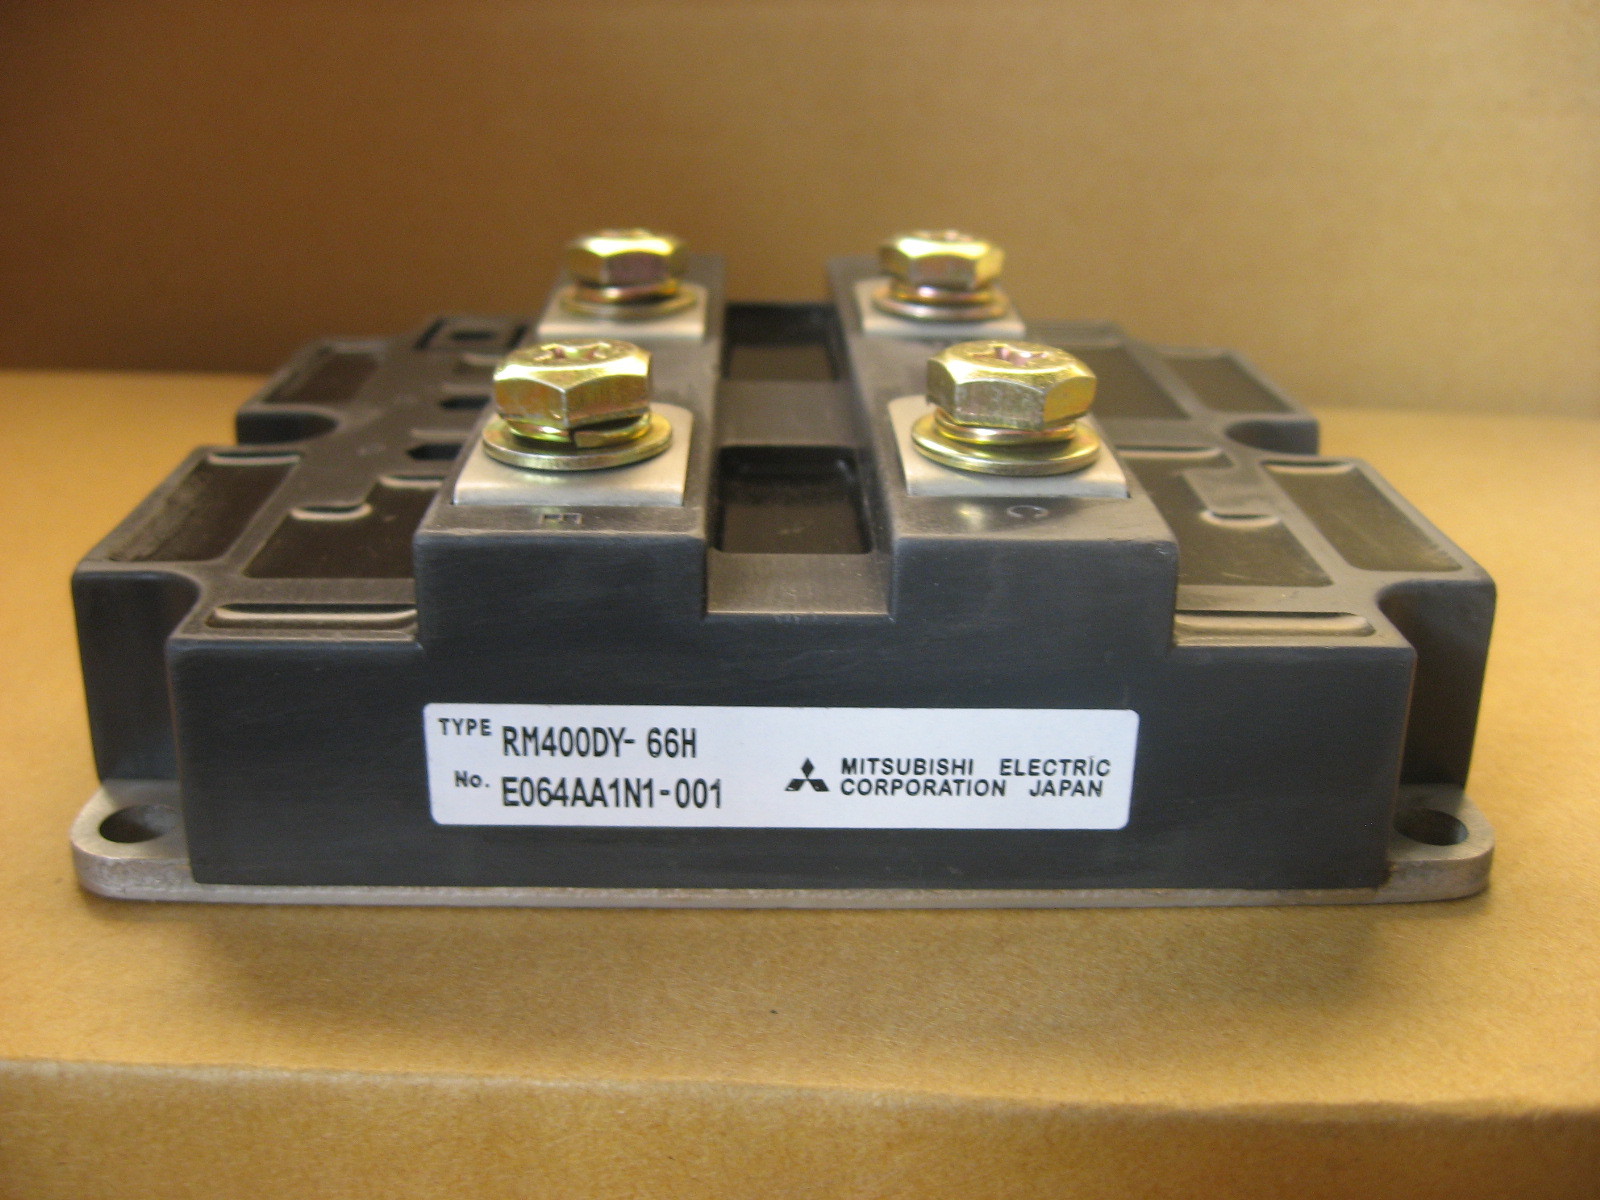 E C
TYPE RM400DY-66H
No. E064AA1N1-001
MITSUBISHI ELECTRIC
CORPORATION JAPAN